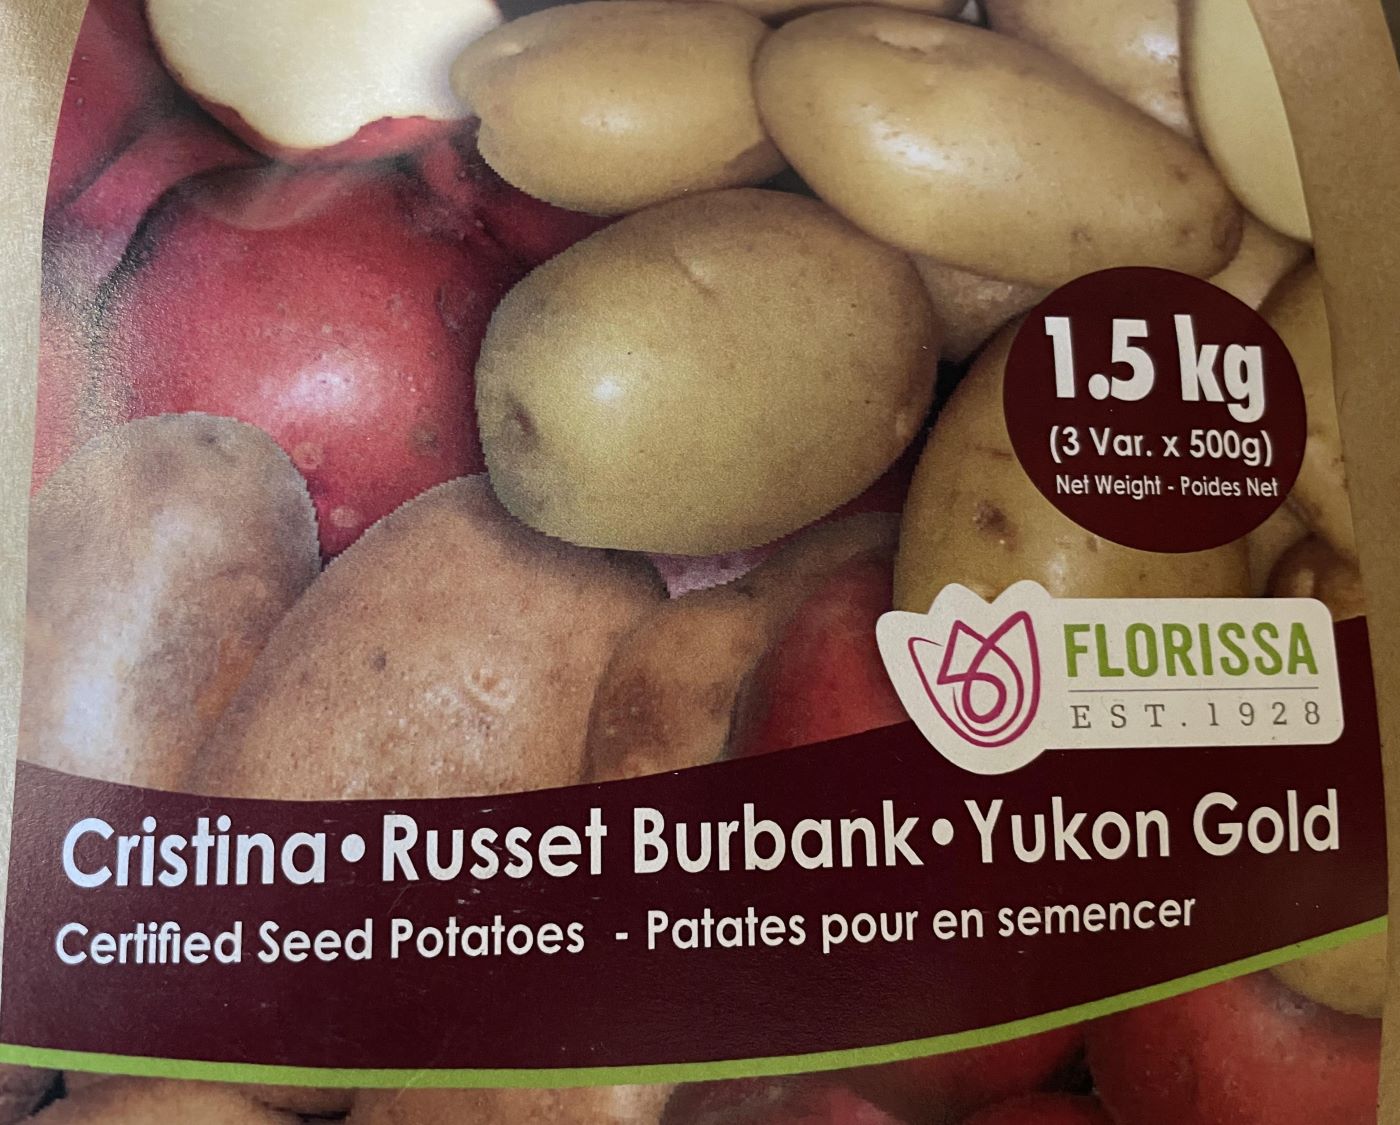 1.5 kg
(3 Var. x 500g)
Net Weight - Poides Net
FLORISSA
EST. 1928
Cristina • Russet Burbank • Yukon Gold
Certified Seed Potatoes - Patates pour en semencer